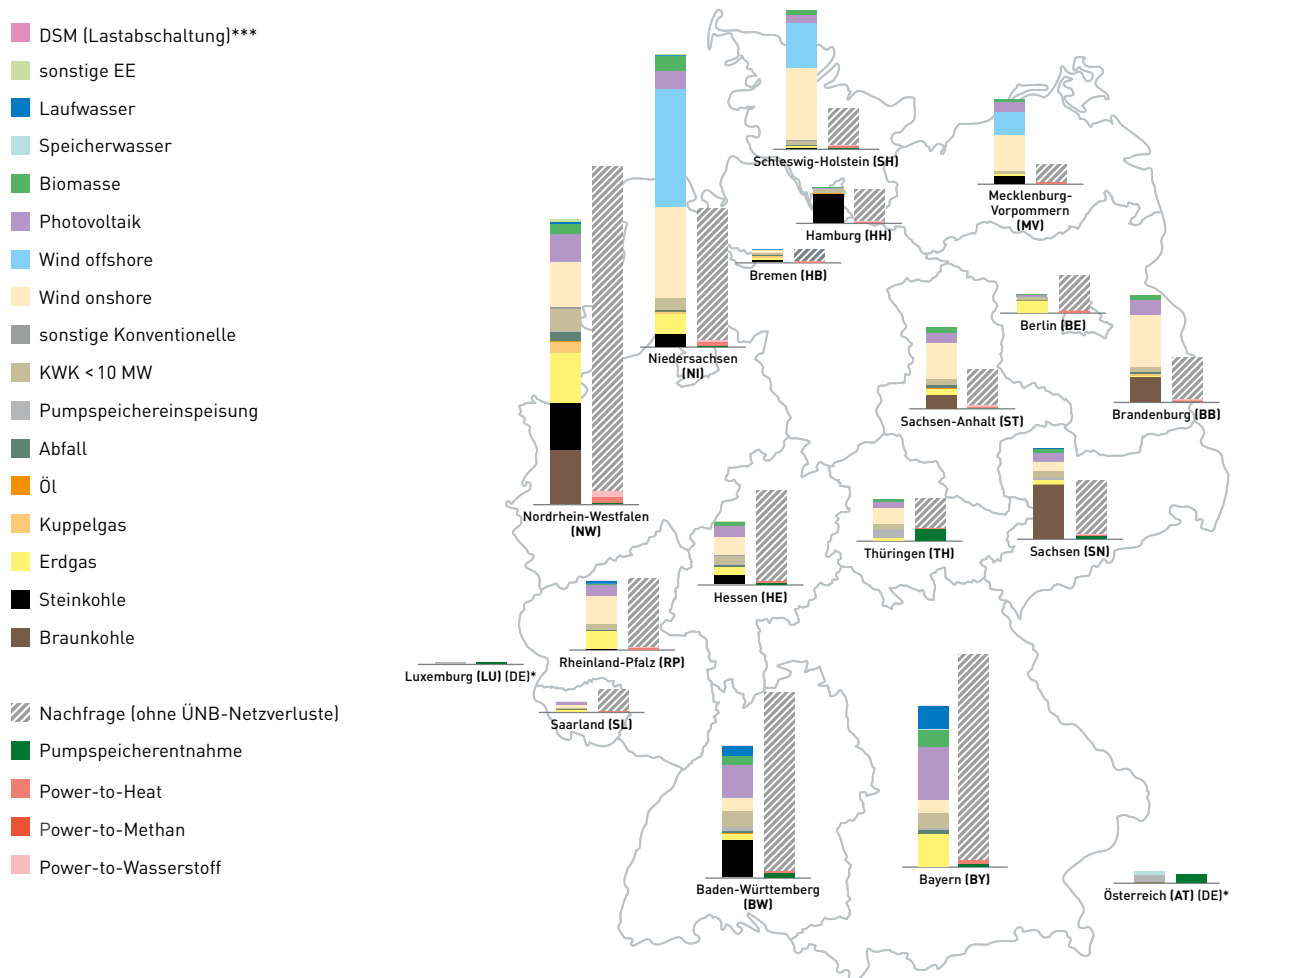 DSM (Lastabschaltung)***
sonstige EE
Laufwasser
Speicherwasser
Biomasse
Photovoltaik
Wind offshore
Wind onshore
sonstige Konventionelle
KWK < 10 MW
Pumpspeichereinspeisung
Abfall
Öl
Kuppelgas
Erdgas
Steinkohle
Braunkohle
Nachfrage (ohne ÜNB-Netzverluste)
Pumpspeicherentnahme
Power-to-Heat
Power-to-Methan
Power-to-Wasserstoff
Schleswig-Holstein (SH)
Mecklenburg-
Vorpommern
(MV)
Hamburg (HH)
Bremen (HB)
Berlin (BE)
Niedersachsen
(NI)
Brandenburg (BB)
Sachsen-Anhalt (ST)
Nordrhein-Westfalen
(NW)
Thüringen (TH)
Sachsen (SN)
Hessen (HE)
Rheinland-Pfalz (RP)
Luxemburg (LU) (DE)*
Saarland (SL)
Baden-Württemberg
(BW)
Bayern (BY)
Österreich (AT) (DE)*